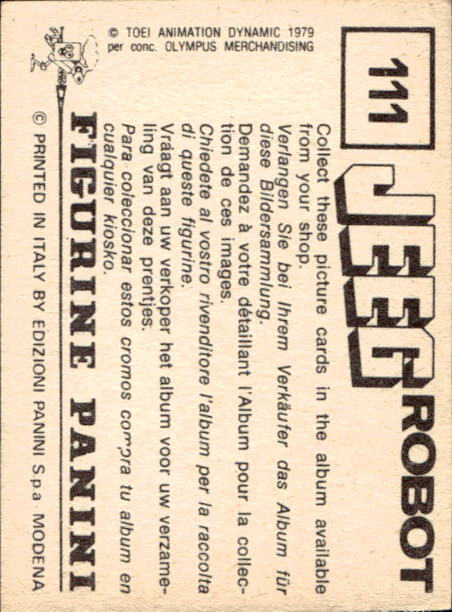 © TOEI ANIMATION DYNAMIC 1979
per conc. OLYMPUS MERCHANDISING
111
JEEG ROBOT
Collect these picture cards in the album available
from your shop.
Verlangen Sie bei Ihrem Verkäufer das Album für
diese Bildersammlung.
Demandez à votre détaillant l'Album pour la collec-
tion de ces images.
Chiedete al vostro rivenditore l'album per la raccolta
di queste figurine.
Vráagt aan uw verkoper het album voor uw verzame-
ling van deze prentjes.
Para coleccionar estos cromos compra tu album en
cualquier kiosko.
FIGURINE PANINI
© PRINTED IN ITALY BY EDIZIONI PANINI S.p.a - MODENA